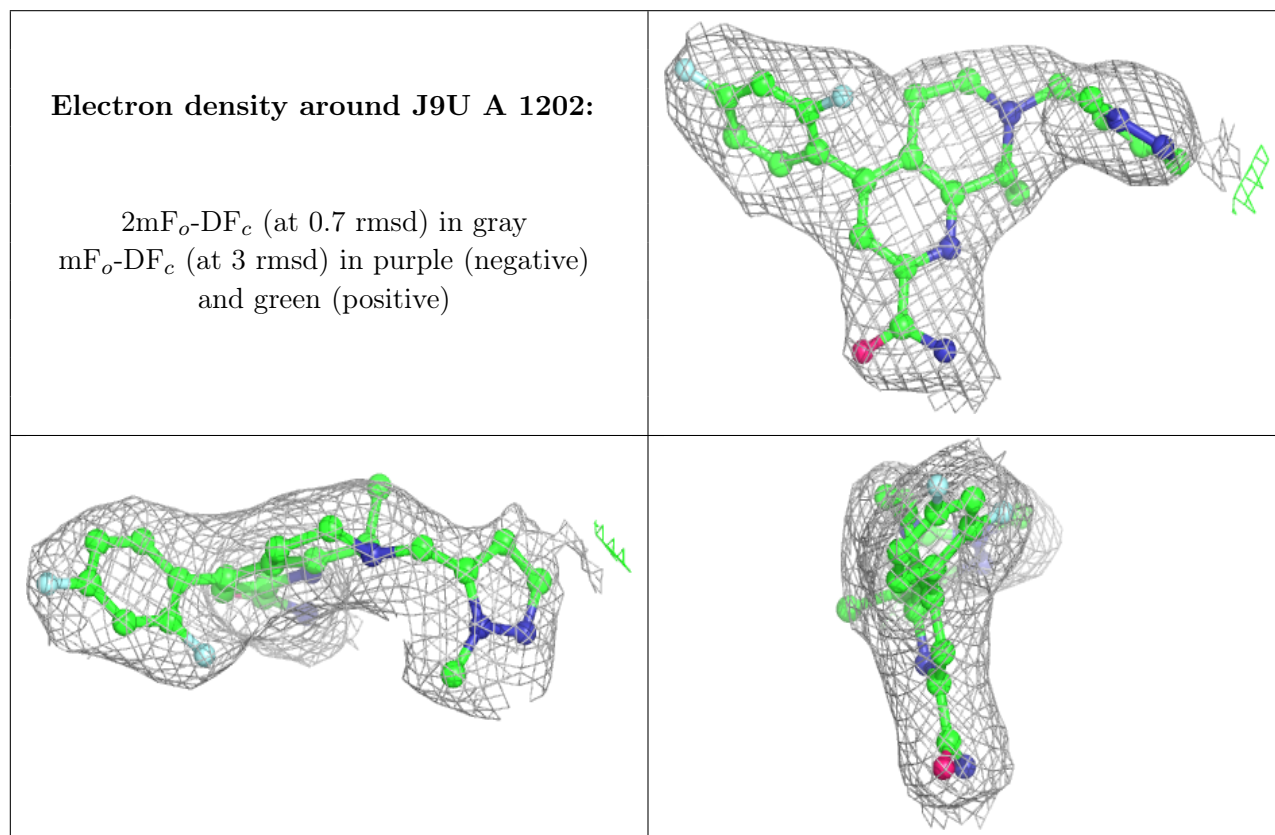 Electron density around J9U A 1202:
2mFo-DFc (at 0.7 rmsd) in gray
mFo-DFc (at 3 rmsd) in purple (negative)
and green (positive)